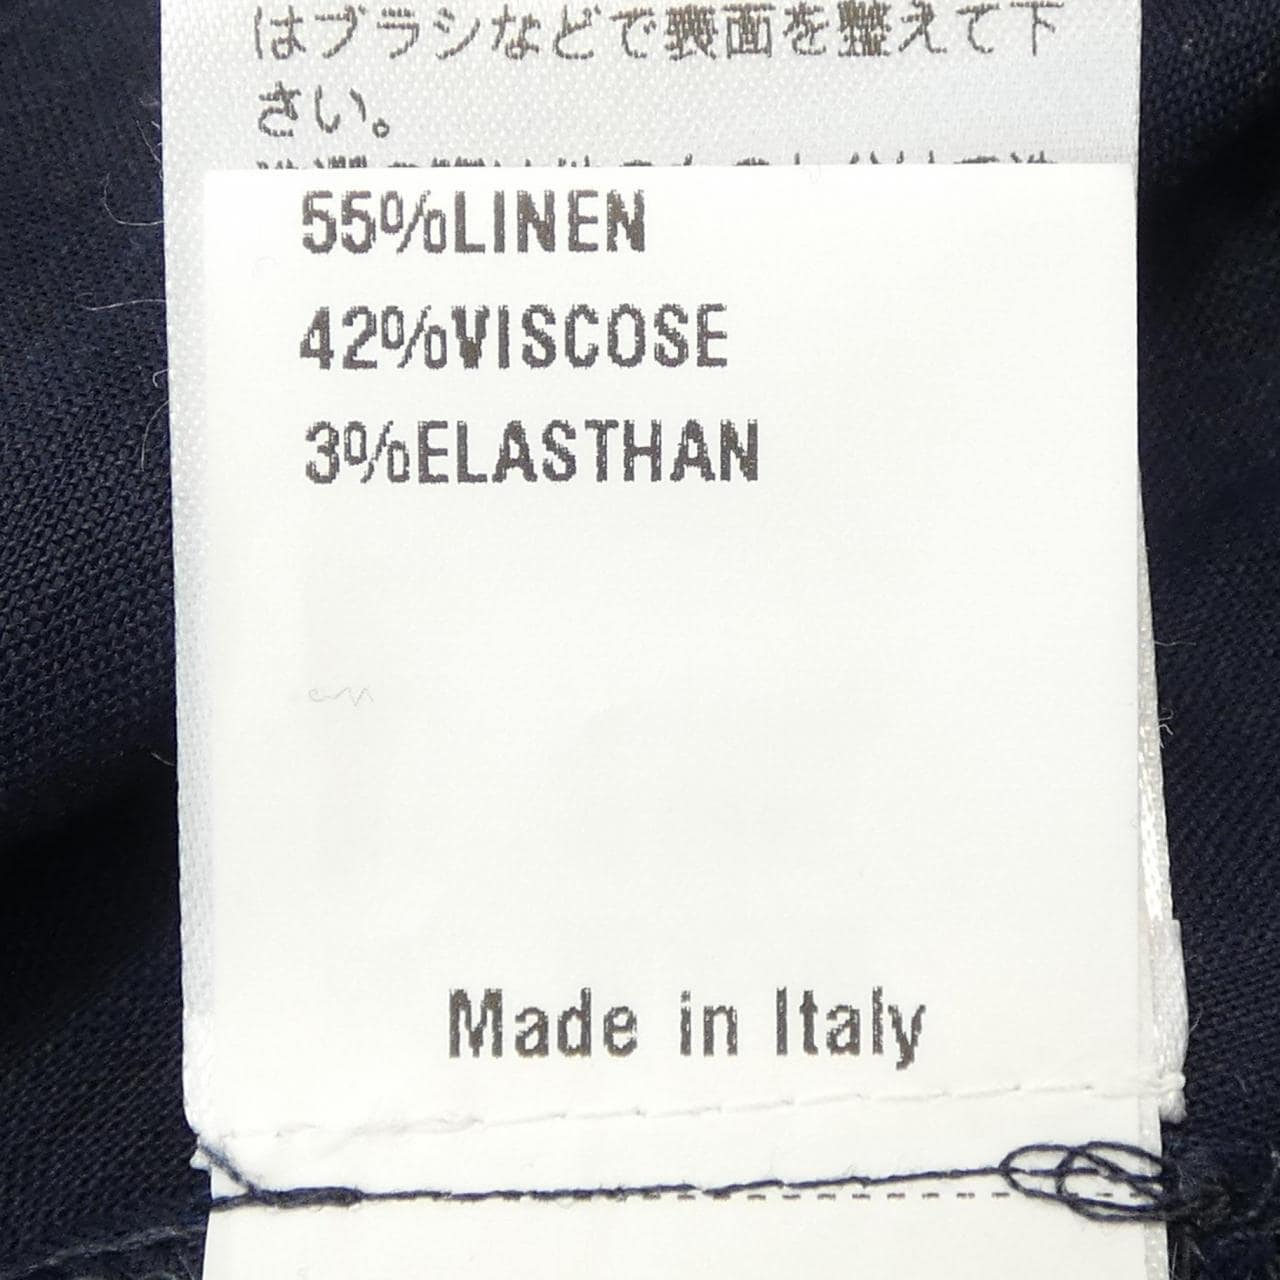 はブラシなどで表面を整えて下
さい。
55%LINEN
42%VISCOSE
3%ELASTHAN
Made in Italy